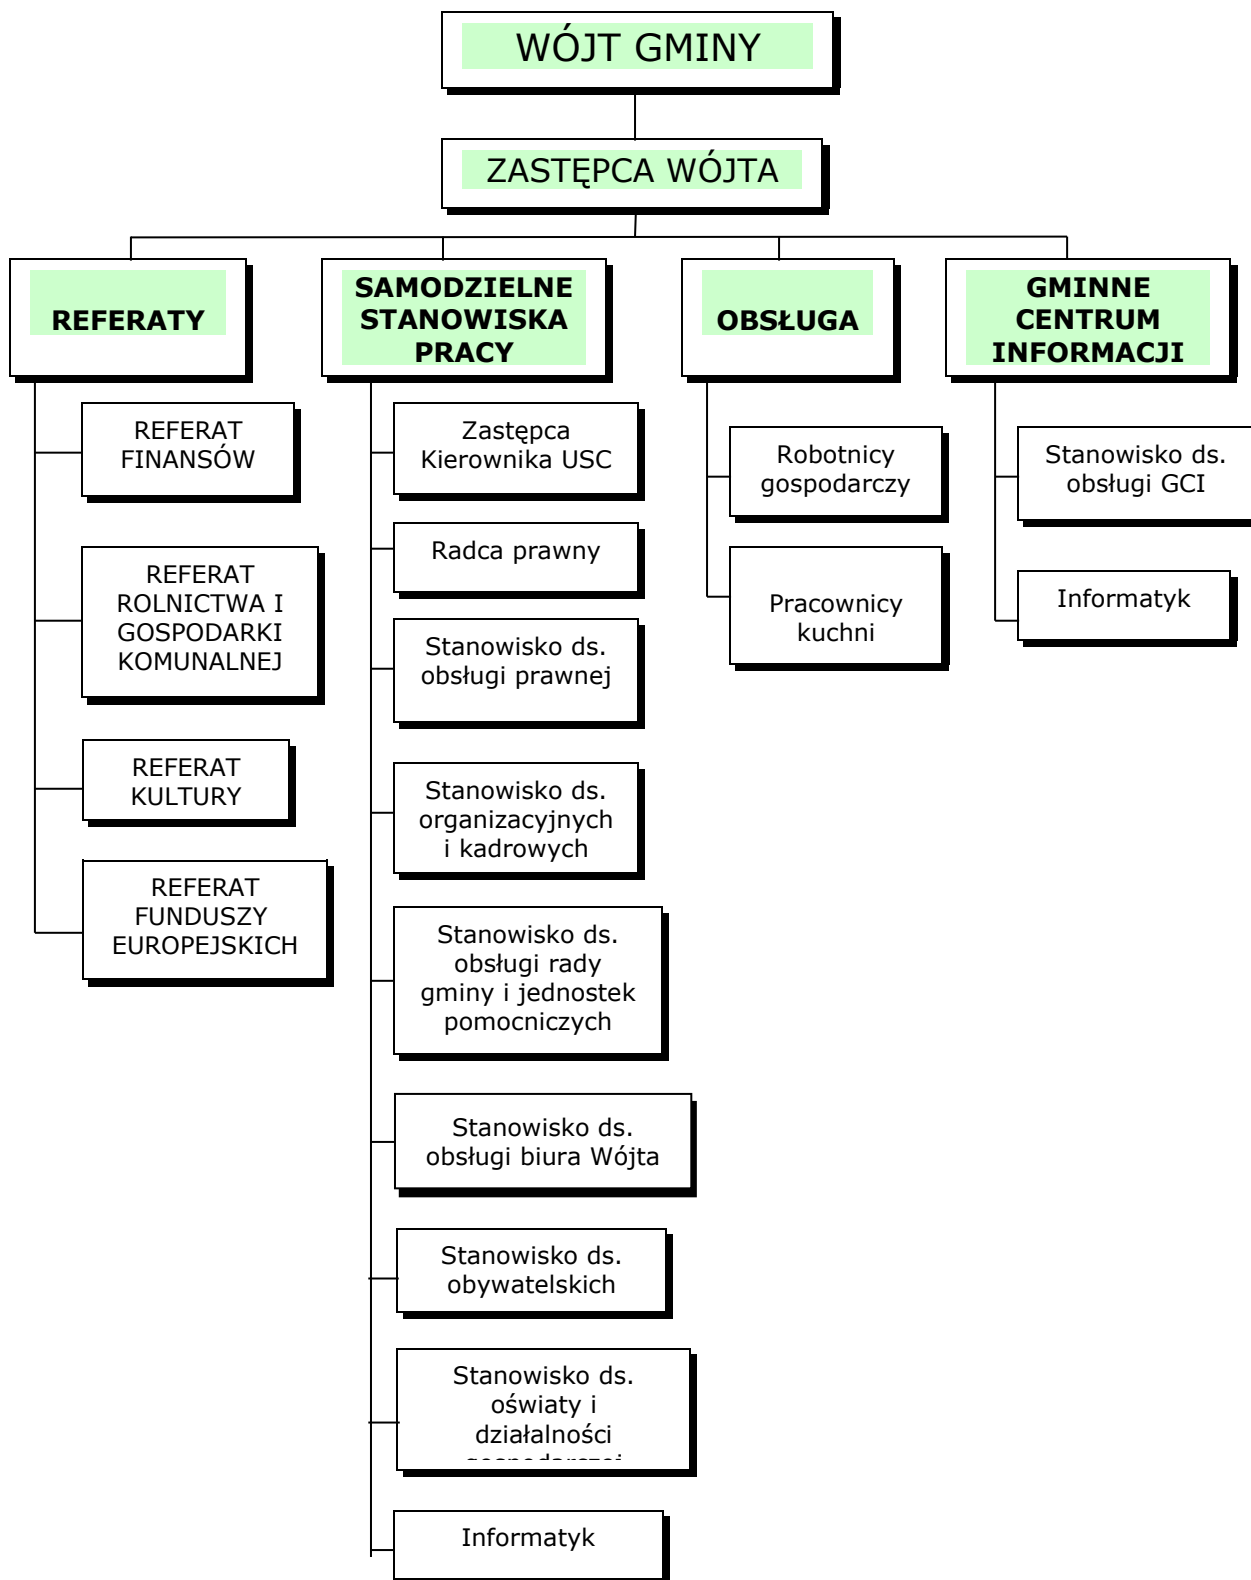 WÓJT GMINY
ZASTĘPCA WÓJTA
REFERATY
SAMODZIELNE
STANOWISKA
PRACY
OBSŁUGA
GMINNE
CENTRUM
INFORMACJI
REFERAT
FINANSÓW
REFERAT
ROLNICTWA I
GOSPODARKI
KOMUNALNEJ
REFERAT
KULTURY
REFERAT
FUNDUSZY
EUROPEJSKICH
Zastępca
Kierownika USC
Radca prawny
Stanowisko ds.
obsługi prawnej
Stanowisko ds.
organizacyjnych
i kadrowych
Stanowisko ds.
obsługi rady
gminy i jednostek
pomocniczych
Stanowisko ds.
obsługi biura Wójta
Stanowisko ds.
obywatelskich
Stanowisko ds.
oświaty i
działalności
gospodarczej
Informatyk
Robotnicy
gospodarczy
Pracownicy
kuchni
Stanowisko ds.
obsługi GCI
Informatyk